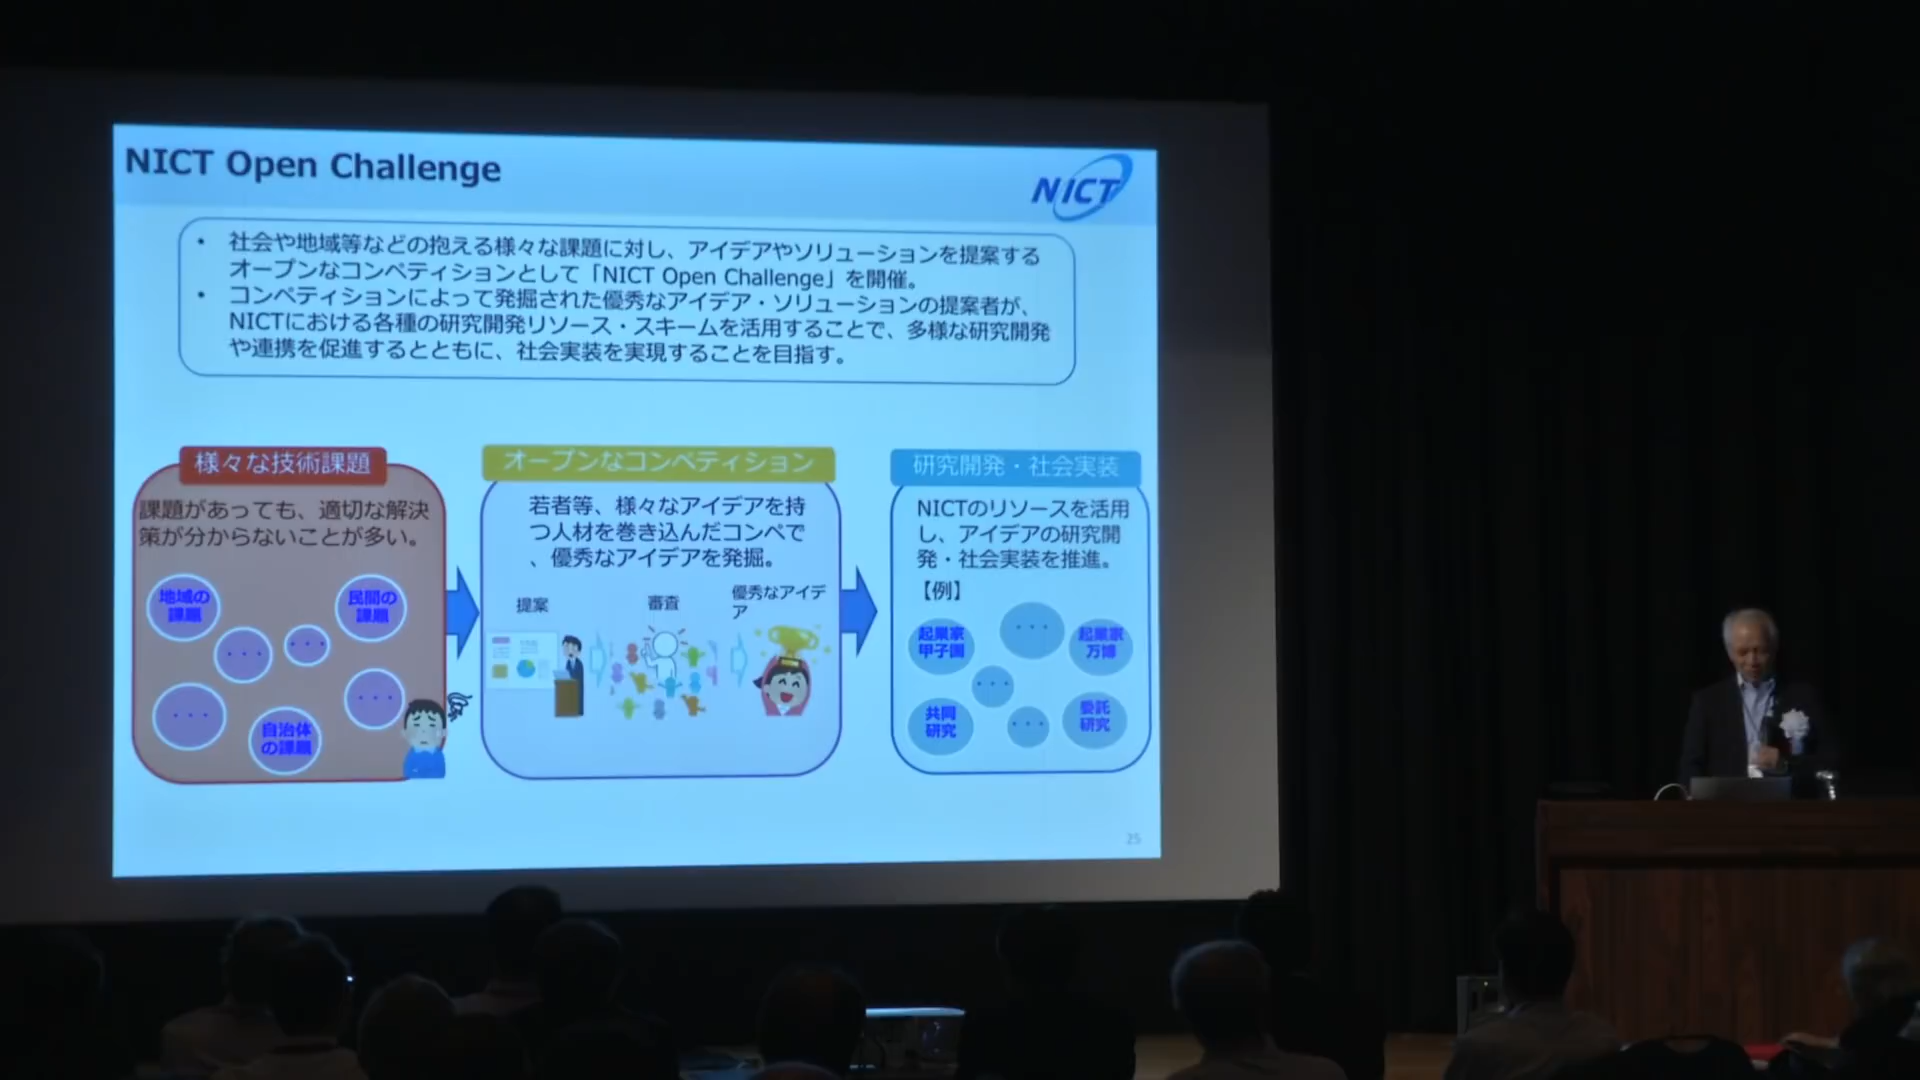 NICT Open Challenge
NICT
• 社会や地域等などの抱える様々な課題に対し、アイデアやソリューションを提案する
オープンなコンペティションとして「NICT Open Challenge」を開催。
• コンペティションによって発掘された優秀なアイデア・ソリューションの提案者が、
NICTにおける各種の研究開発リソース・スキームを活用することで、多様な研究開発
や連携を促進するとともに、社会実装を実現することを目指す。
様々な技術課題
課題があっても、適切な解決
策が分からないことが多い。
地域の
課題
民間の
課題
・・・
・・・
・・・
・・・
自治体
の課題
オープンなコンペティション
若者等、様々なアイデアを持
つ人材を巻き込んだコンペで
、優秀なアイデアを発掘。
提案
審査
優秀なアイデ
ア
研究開発・社会実装
NICTのリソースを活用
し、アイデアの研究開
発・社会実装を推進。
【例】
起業家
甲子園
・・・
起業家
万博
・・・
共同
研究
・・・
委託
研究
25